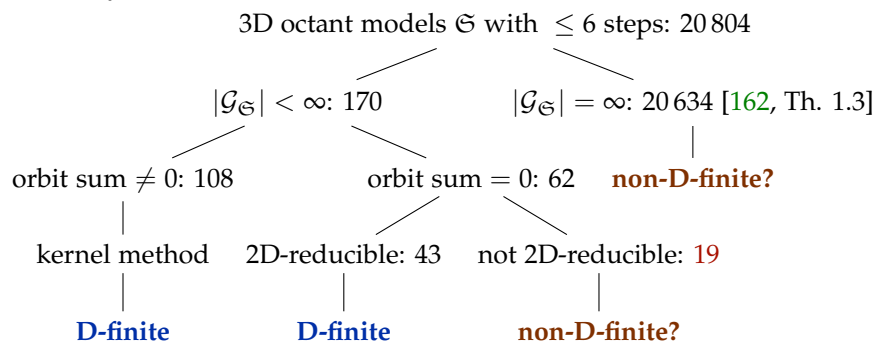 3D octant models 𝔖 with ≤ 6 steps: 20 804
|𝒢𝔖| < ∞: 170 |𝒢𝔖| = ∞: 20 634 [162, Th. 1.3]
orbit sum ≠ 0: 108 orbit sum = 0: 62 non-D-finite?
kernel method 2D-reducible: 43 not 2D-reducible: 19
D-finite D-finite non-D-finite?